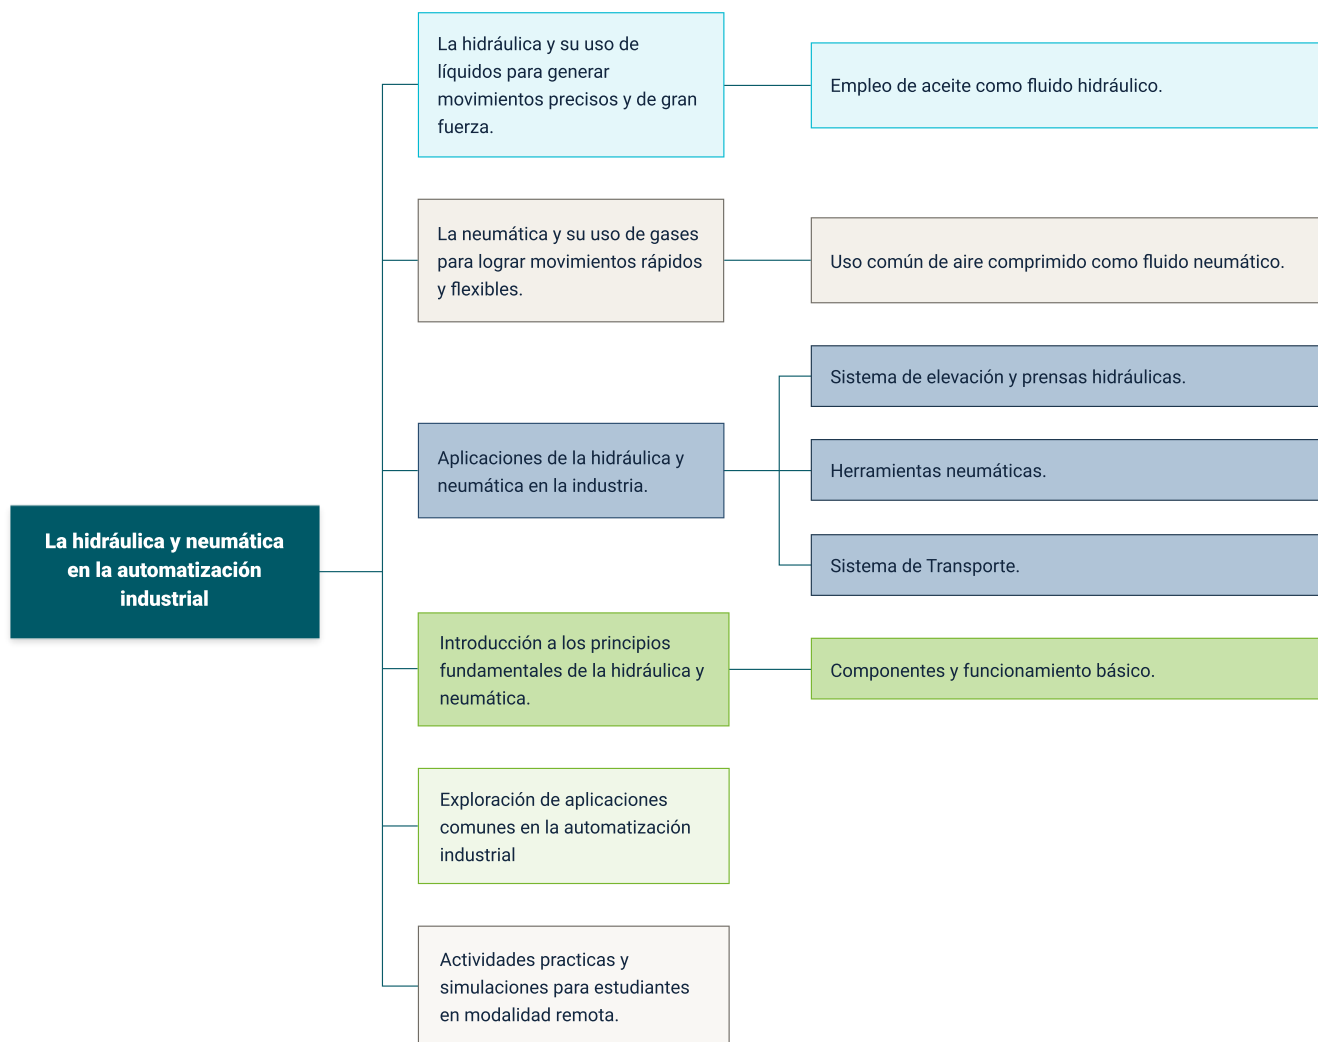 La hidráulica y su uso de
líquidos para generar
movimientos precisos y de gran
fuerza.
Empleo de aceite como fluido hidráulico.
La neumática y su uso de gases
para lograr movimientos rápidos
y flexibles.
Uso común de aire comprimido como fluido neumático.
Sistema de elevación y prensas hidráulicas.
Aplicaciones de la hidráulica y
neumática en la industria.
Herramientas neumáticas.
Sistema de Transporte.
La hidráulica y neumática
en la automatización
industrial
Introducción a los principios
fundamentales de la hidráulica y
neumática.
Componentes y funcionamiento básico.
Exploración de aplicaciones
comunes en la automatización
industrial
Actividades practicas y
simulaciones para estudiantes
en modalidad remota.